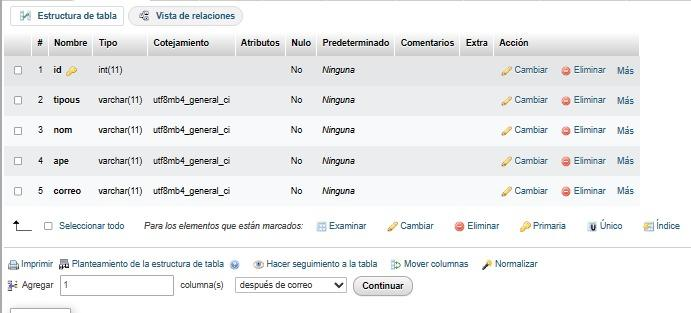 Estructura de tabla Vista de relaciones
# Nombre Tipo Cotejamiento Atributos Nulo Predeterminado Comentarios Extra Acción
1 id int(11) No Ninguna Cambiar Eliminar Más
2 tipous varchar(11) utf8mb4_general_ci No Ninguna Cambiar Eliminar Más
3 nom varchar(11) utf8mb4_general_ci No Ninguna Cambiar Eliminar Más
4 ape varchar(11) utf8mb4_general_ci No Ninguna Cambiar Eliminar Más
5 correo varchar(11) utf8mb4_general_ci No Ninguna Cambiar Eliminar Más
Seleccionar todo Para los elementos que están marcados: Examinar Cambiar Eliminar Primaria Único Índice
Imprimir Planteamiento de la estructura de tabla Hacer seguimiento a la tabla Mover columnas Normalizar
Agregar 1 columna(s) después de correo Continuar